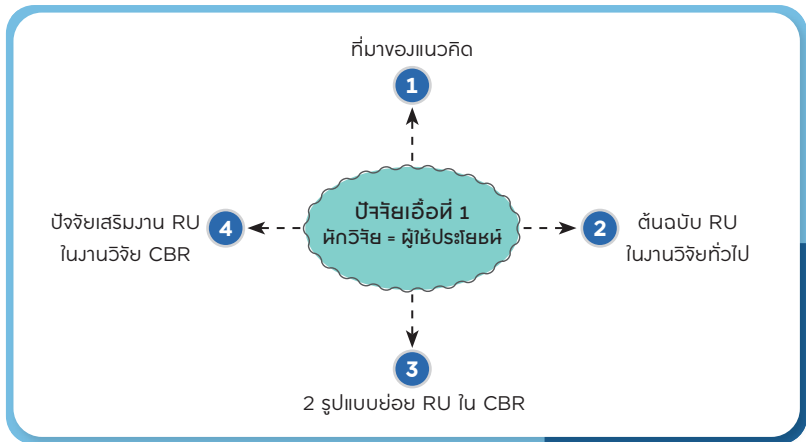 ที่มาของแนวคิด
1
ปัจจัยเอื้อที่ 1
นักวิจัย = ผู้ใช้ประโยชน์
ปัจจัยเสริมงาน RU
ในงานวิจัย CBR
4
2
ต้นฉบับ RU
ในงานวิจัยทั่วไป
3
2 รูปแบบย่อย RU ใน CBR